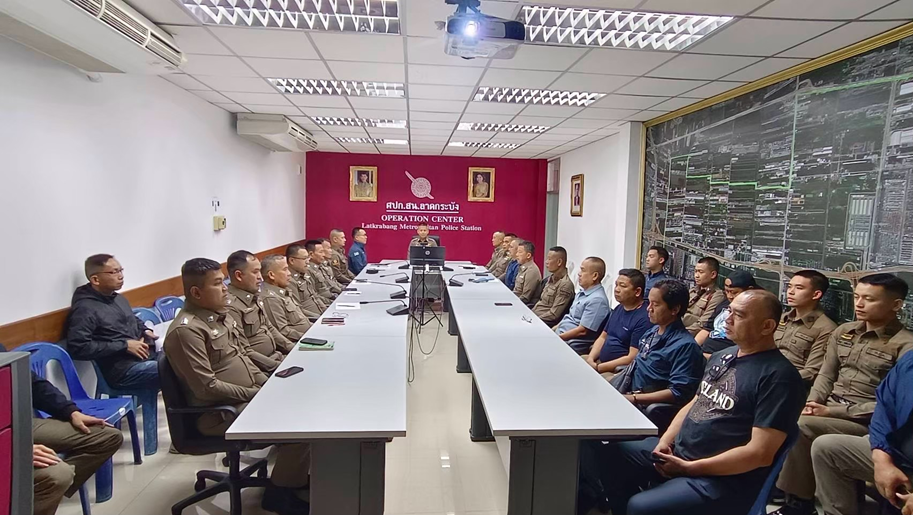 ศปก.สน.ลาดกระบัง
OPERATION CENTER
Latkrabang Metropolitan Police Station
ISLAND